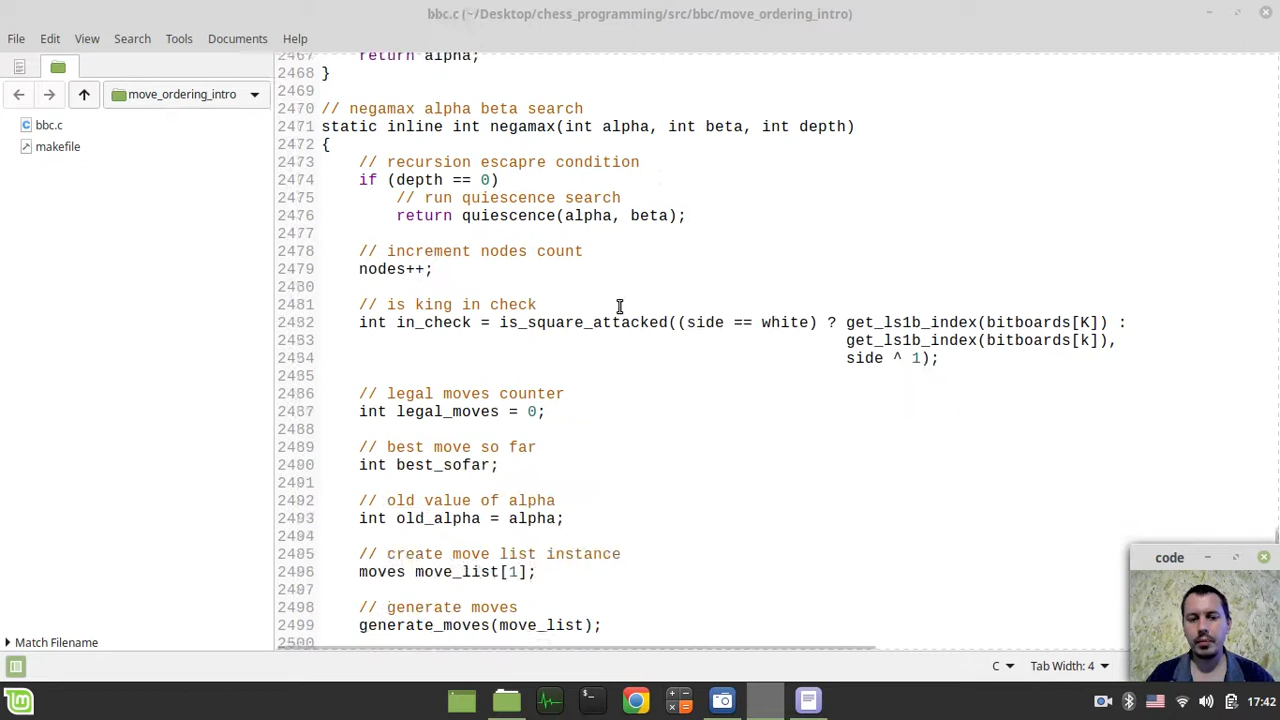 bbc.c (~/Desktop/chess_programming/src/bbc/move_ordering_intro)
File Edit View Search Tools Documents Help
move_ordering_intro
bbc.c
makefile
Match Filename
2467 return alpha;
2468 }
2469
2470 // negamax alpha beta search
2471 static inline int negamax(int alpha, int beta, int depth)
2472 {
2473 // recursion escapre condition
2474 if (depth == 0)
2475 // run quiescence search
2476 return quiescence(alpha, beta);
2477
2478 // increment nodes count
2479 nodes++;
2480
2481 // is king in check
2482 int in_check = is_square_attacked((side == white) ? get_ls1b_index(bitboards[K]) :
2483 get_ls1b_index(bitboards[k]),
2484 side ^ 1);
2485
2486 // legal moves counter
2487 int legal_moves = 0;
2488
2489 // best move so far
2490 int best_sofar;
2491
2492 // old value of alpha
2493 int old_alpha = alpha;
2494
2495 // create move list instance
2496 moves move_list[1];
2497
2498 // generate moves
2499 generate_moves(move_list);
2500
code
C Tab Width: 4
17:42